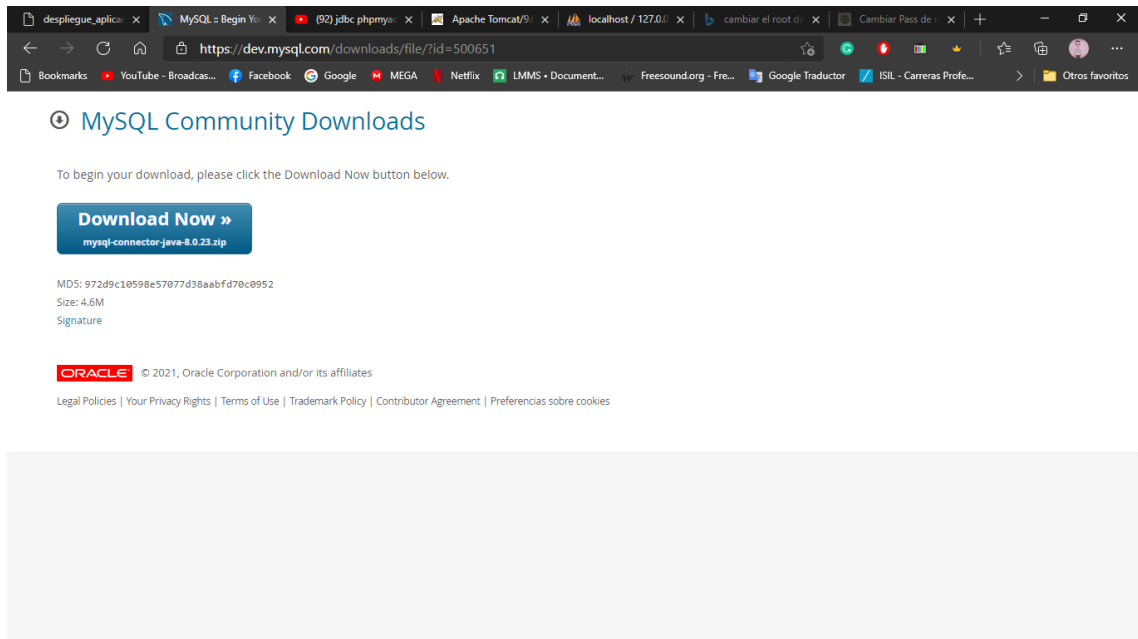 despliegue_aplicac
MySQL :: Begin Yo
(92) jdbc phpmyad
Apache Tomcat/9.
localhost / 127.0.0
cambiar el root de
Cambiar Pass de
https://dev.mysql.com/downloads/file/?id=500651
Bookmarks
YouTube - Broadcas...
Facebook
Google
MEGA
Netflix
LMMS • Document...
Freesound.org - Fre...
Google Traductor
ISIL - Carreras Profe...
Otros favoritos
MySQL Community Downloads
To begin your download, please click the Download Now button below.
Download Now »
mysql-connector-java-8.0.23.zip
MD5: 972d9c10598e57077d38aabfd70c0952
Size: 4.6M
Signature
ORACLE © 2021, Oracle Corporation and/or its affiliates
Legal Policies | Your Privacy Rights | Terms of Use | Trademark Policy | Contributor Agreement | Preferencias sobre cookies